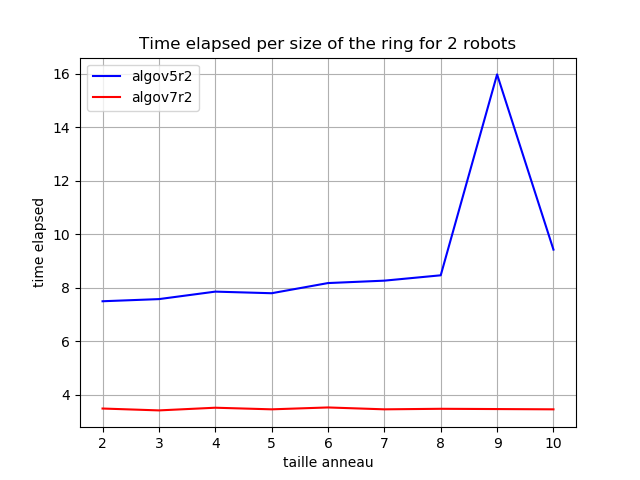 Time elapsed per size of the ring for 2 robots
algov5r2
algov7r2
16
14
12
10
8
6
4
time elapsed
2 3 4 5 6 7 8 9 10
taille anneau